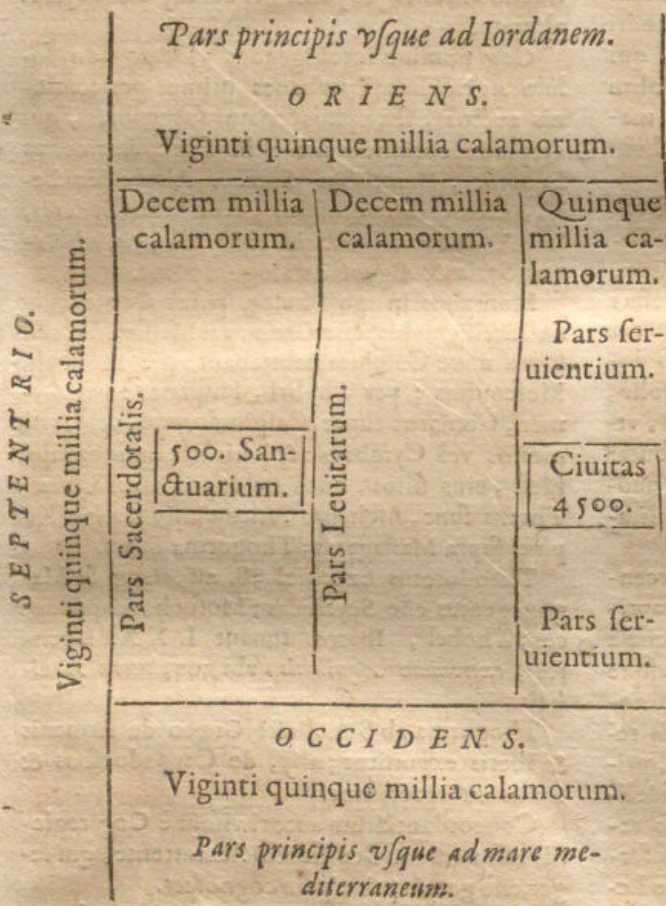 Pars principis vſque ad Iordanem.
ORIENS.
Viginti quinque millia calamorum.
SEPTENTRIO.
Viginti quinque millia calamorum.
Decem millia
calamorum.
Pars Sacerdotalis.
500. San-
ctuarium.
Decem millia
calamorum.
Pars Leuitarum.
Quinque
millia ca-
lamorum.
Pars ſer-
uientium.
Ciuitas
4500.
Pars ſer-
uientium.
OCCIDENS.
Viginti quinque millia calamorum.
Pars principis vſque ad mare me-
diterraneum.